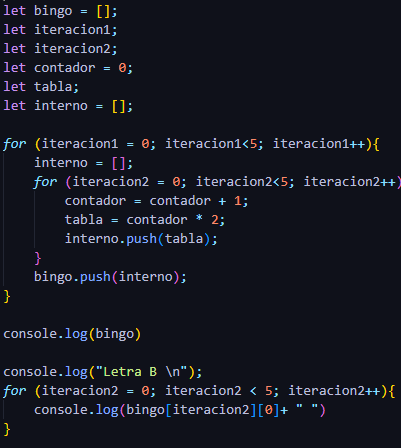 let bingo = [];
let iteracion1;
let iteracion2;
let contador = 0;
let tabla;
let interno = [];

for (iteracion1 = 0; iteracion1<5; iteracion1++){
    interno = [];
    for (iteracion2 = 0; iteracion2<5; iteracion2++)
        contador = contador + 1;
        tabla = contador * 2;
        interno.push(tabla);
    }
    bingo.push(interno);
}

console.log(bingo)

console.log("Letra B \n");
for (iteracion2 = 0; iteracion2 < 5; iteracion2++){
    console.log(bingo[iteracion2][0]+ " ")
}